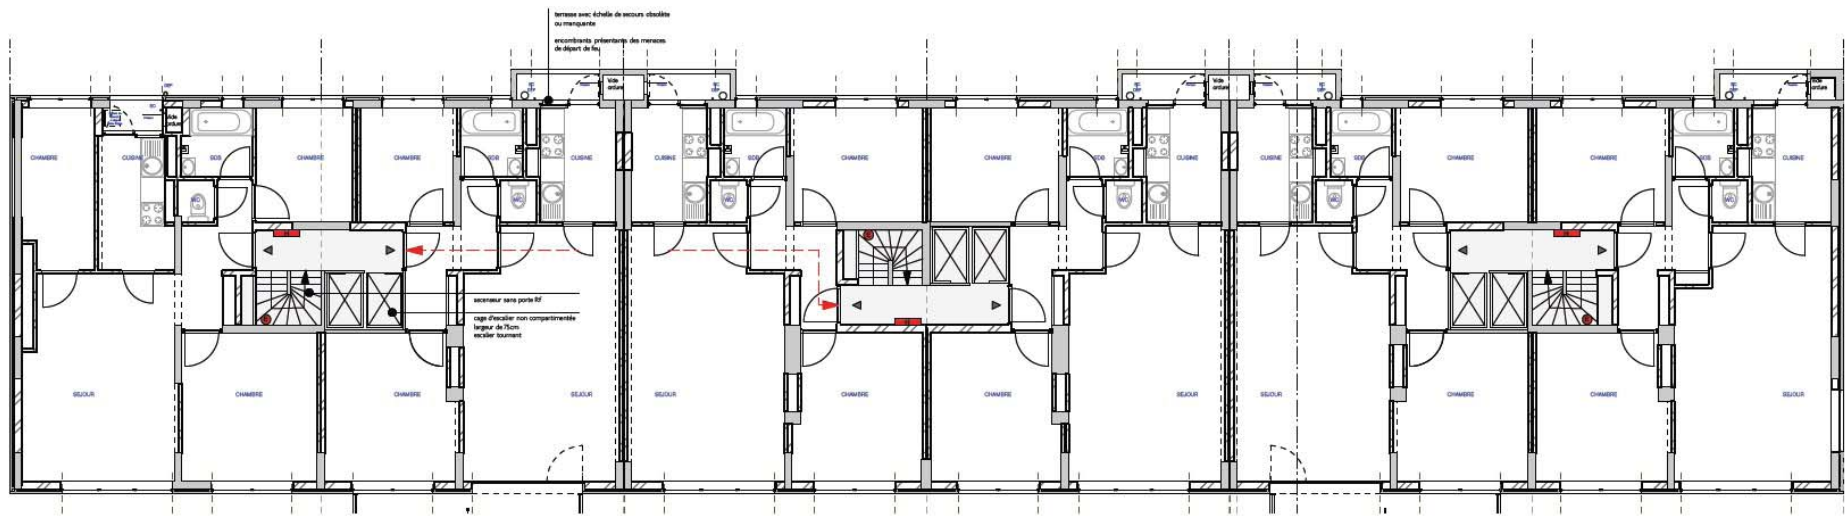 terrasse avec échelle de secours obsolète
ou manquante
encombrants présentants des menaces
de départ de feu
Vide
ordure
Vide
ordure
Vide
ordure
Vide
ordure
CHAMBRE
CUISINE
SDB
CHAMBRE
CHAMBRE
SDB
CUISINE
CUISINE
SDB
CHAMBRE
CHAMBRE
SDB
CUISINE
CUISINE
SDB
CHAMBRE
CHAMBRE
SDB
CUISINE
WC
WC
WC
WC
WC
WC
ascenseur sans porte Rf
cage d'escalier non compartimentée
largeur de 75cm
escalier tournant
SEJOUR
CHAMBRE
CHAMBRE
SEJOUR
SEJOUR
CHAMBRE
CHAMBRE
SEJOUR
SEJOUR
CHAMBRE
CHAMBRE
SEJOUR